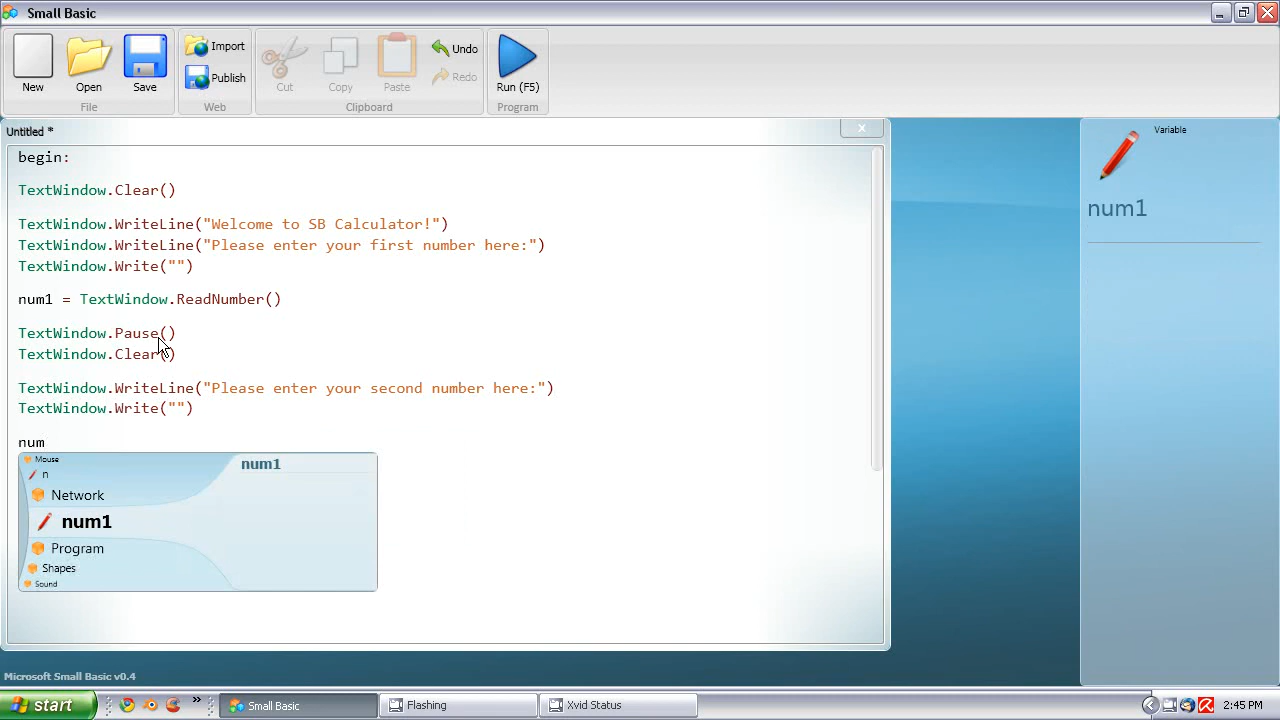 Small Basic
New
Open
Save
File
Import
Publish
Web
Cut
Copy
Paste
Undo
Redo
Clipboard
Run (F5)
Program
Untitled *
x
begin:
TextWindow.Clear()
TextWindow.WriteLine("Welcome to SB Calculator!")
TextWindow.WriteLine("Please enter your first number here:")
TextWindow.Write("")
num1 = TextWindow.ReadNumber()
TextWindow.Pause()
TextWindow.Clear()
TextWindow.WriteLine("Please enter your second number here:")
TextWindow.Write("")
num
Mouse
n
Network
num1
Program
Shapes
Sound
num1
Variable
num1
Microsoft Small Basic v0.4
start
»
Small Basic
Flashing
Xvid Status
2:45 PM